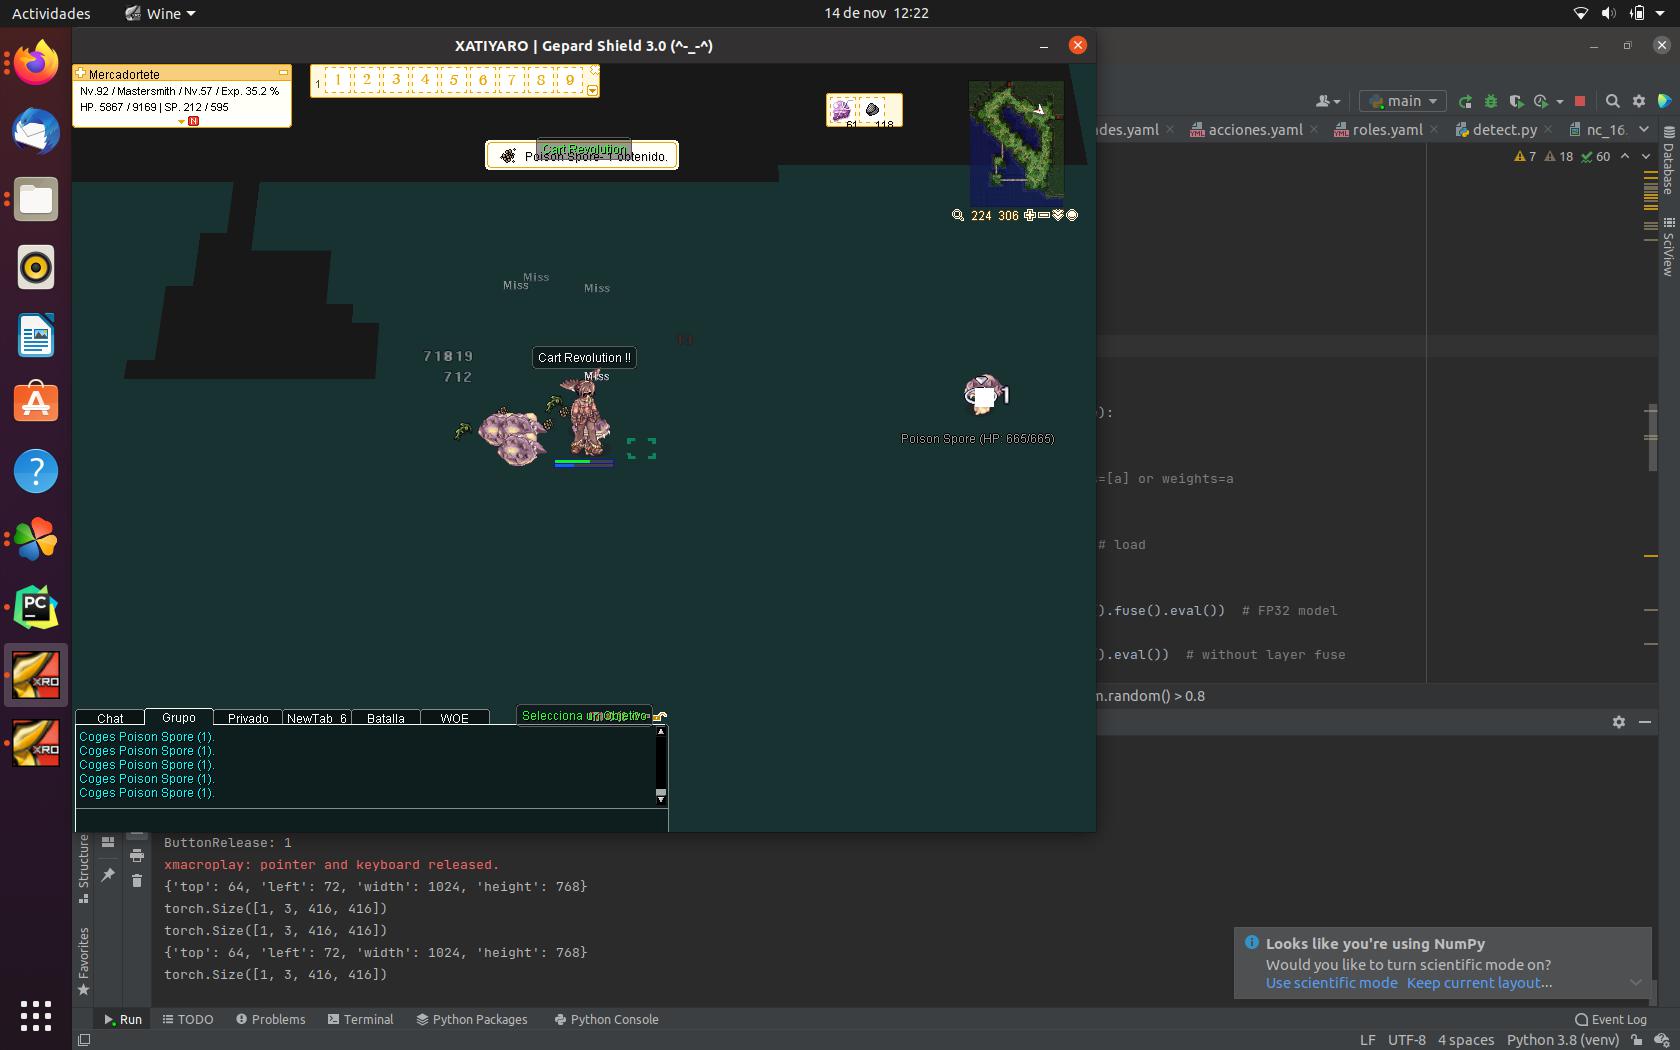 Actividades
Wine
14 de nov 12:22
XATIYARO | Gepard Shield 3.0 (^-_-^)
Mercadortete
Nv.92 / Mastersmith / Nv.57 / Exp. 35.2 %
HP. 5867 / 9169 | SP. 212 / 595
N
1 1 2 3 4 5 6 7 8 9
61 118
Cart Revolution
Poison Spore- 1 obtenido.
224 306
main
des.yaml
acciones.yaml
roles.yaml
detect.py
nc_16.
7 18 60
Database
SciView
Miss
Miss
Miss
71819
712
Cart Revolution !!
Miss
1
Poison Spore (HP: 665/665)
):
=[a] or weights=a
# load
).fuse().eval()) # FP32 model
).eval()) # without layer fuse
m.random() > 0.8
PC
XRO
XRO
Chat
Grupo
Privado
NewTab_6
Batalla
WOE
Selecciona un objetivo
Coges Poison Spore (1).
Coges Poison Spore (1).
Coges Poison Spore (1).
Coges Poison Spore (1).
Coges Poison Spore (1).
Structure
Favorites
ButtonRelease: 1
xmacroplay: pointer and keyboard released.
{'top': 64, 'left': 72, 'width': 1024, 'height': 768}
torch.Size([1, 3, 416, 416])
torch.Size([1, 3, 416, 416])
{'top': 64, 'left': 72, 'width': 1024, 'height': 768}
torch.Size([1, 3, 416, 416])
Looks like you're using NumPy
Would you like to turn scientific mode on?
Use scientific mode Keep current layout...
Run
TODO
Problems
Terminal
Python Packages
Python Console
Event Log
LF UTF-8 4 spaces Python 3.8 (venv)